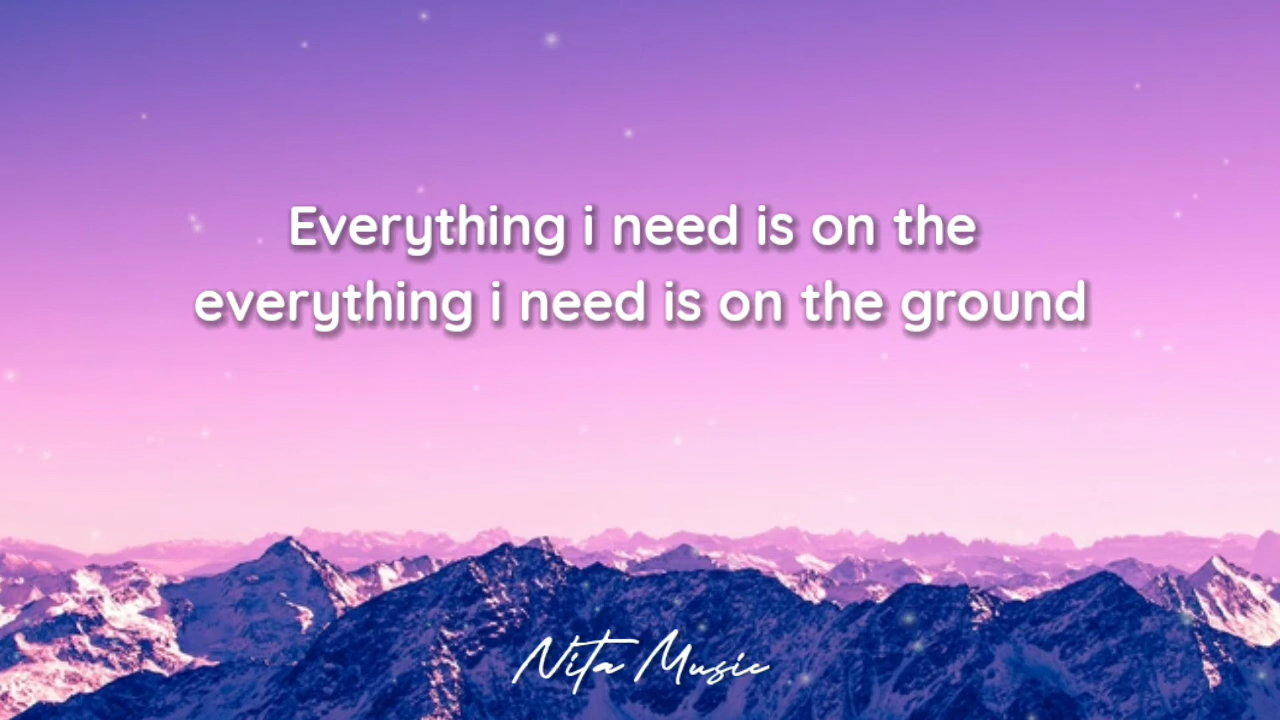 Everything i need is on the
everything i need is on the ground
Nita Music